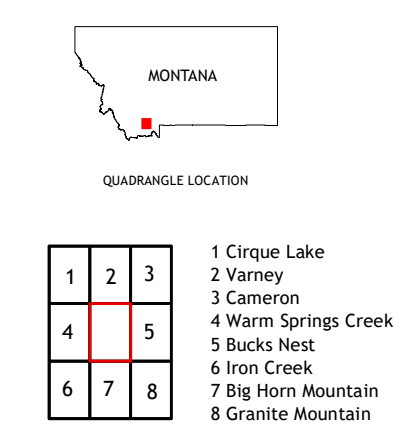 MONTANA
QUADRANGLE LOCATION
1 2 3
4 5
6 7 8
1 Cirque Lake
2 Varney
3 Cameron
4 Warm Springs Creek
5 Bucks Nest
6 Iron Creek
7 Big Horn Mountain
8 Granite Mountain